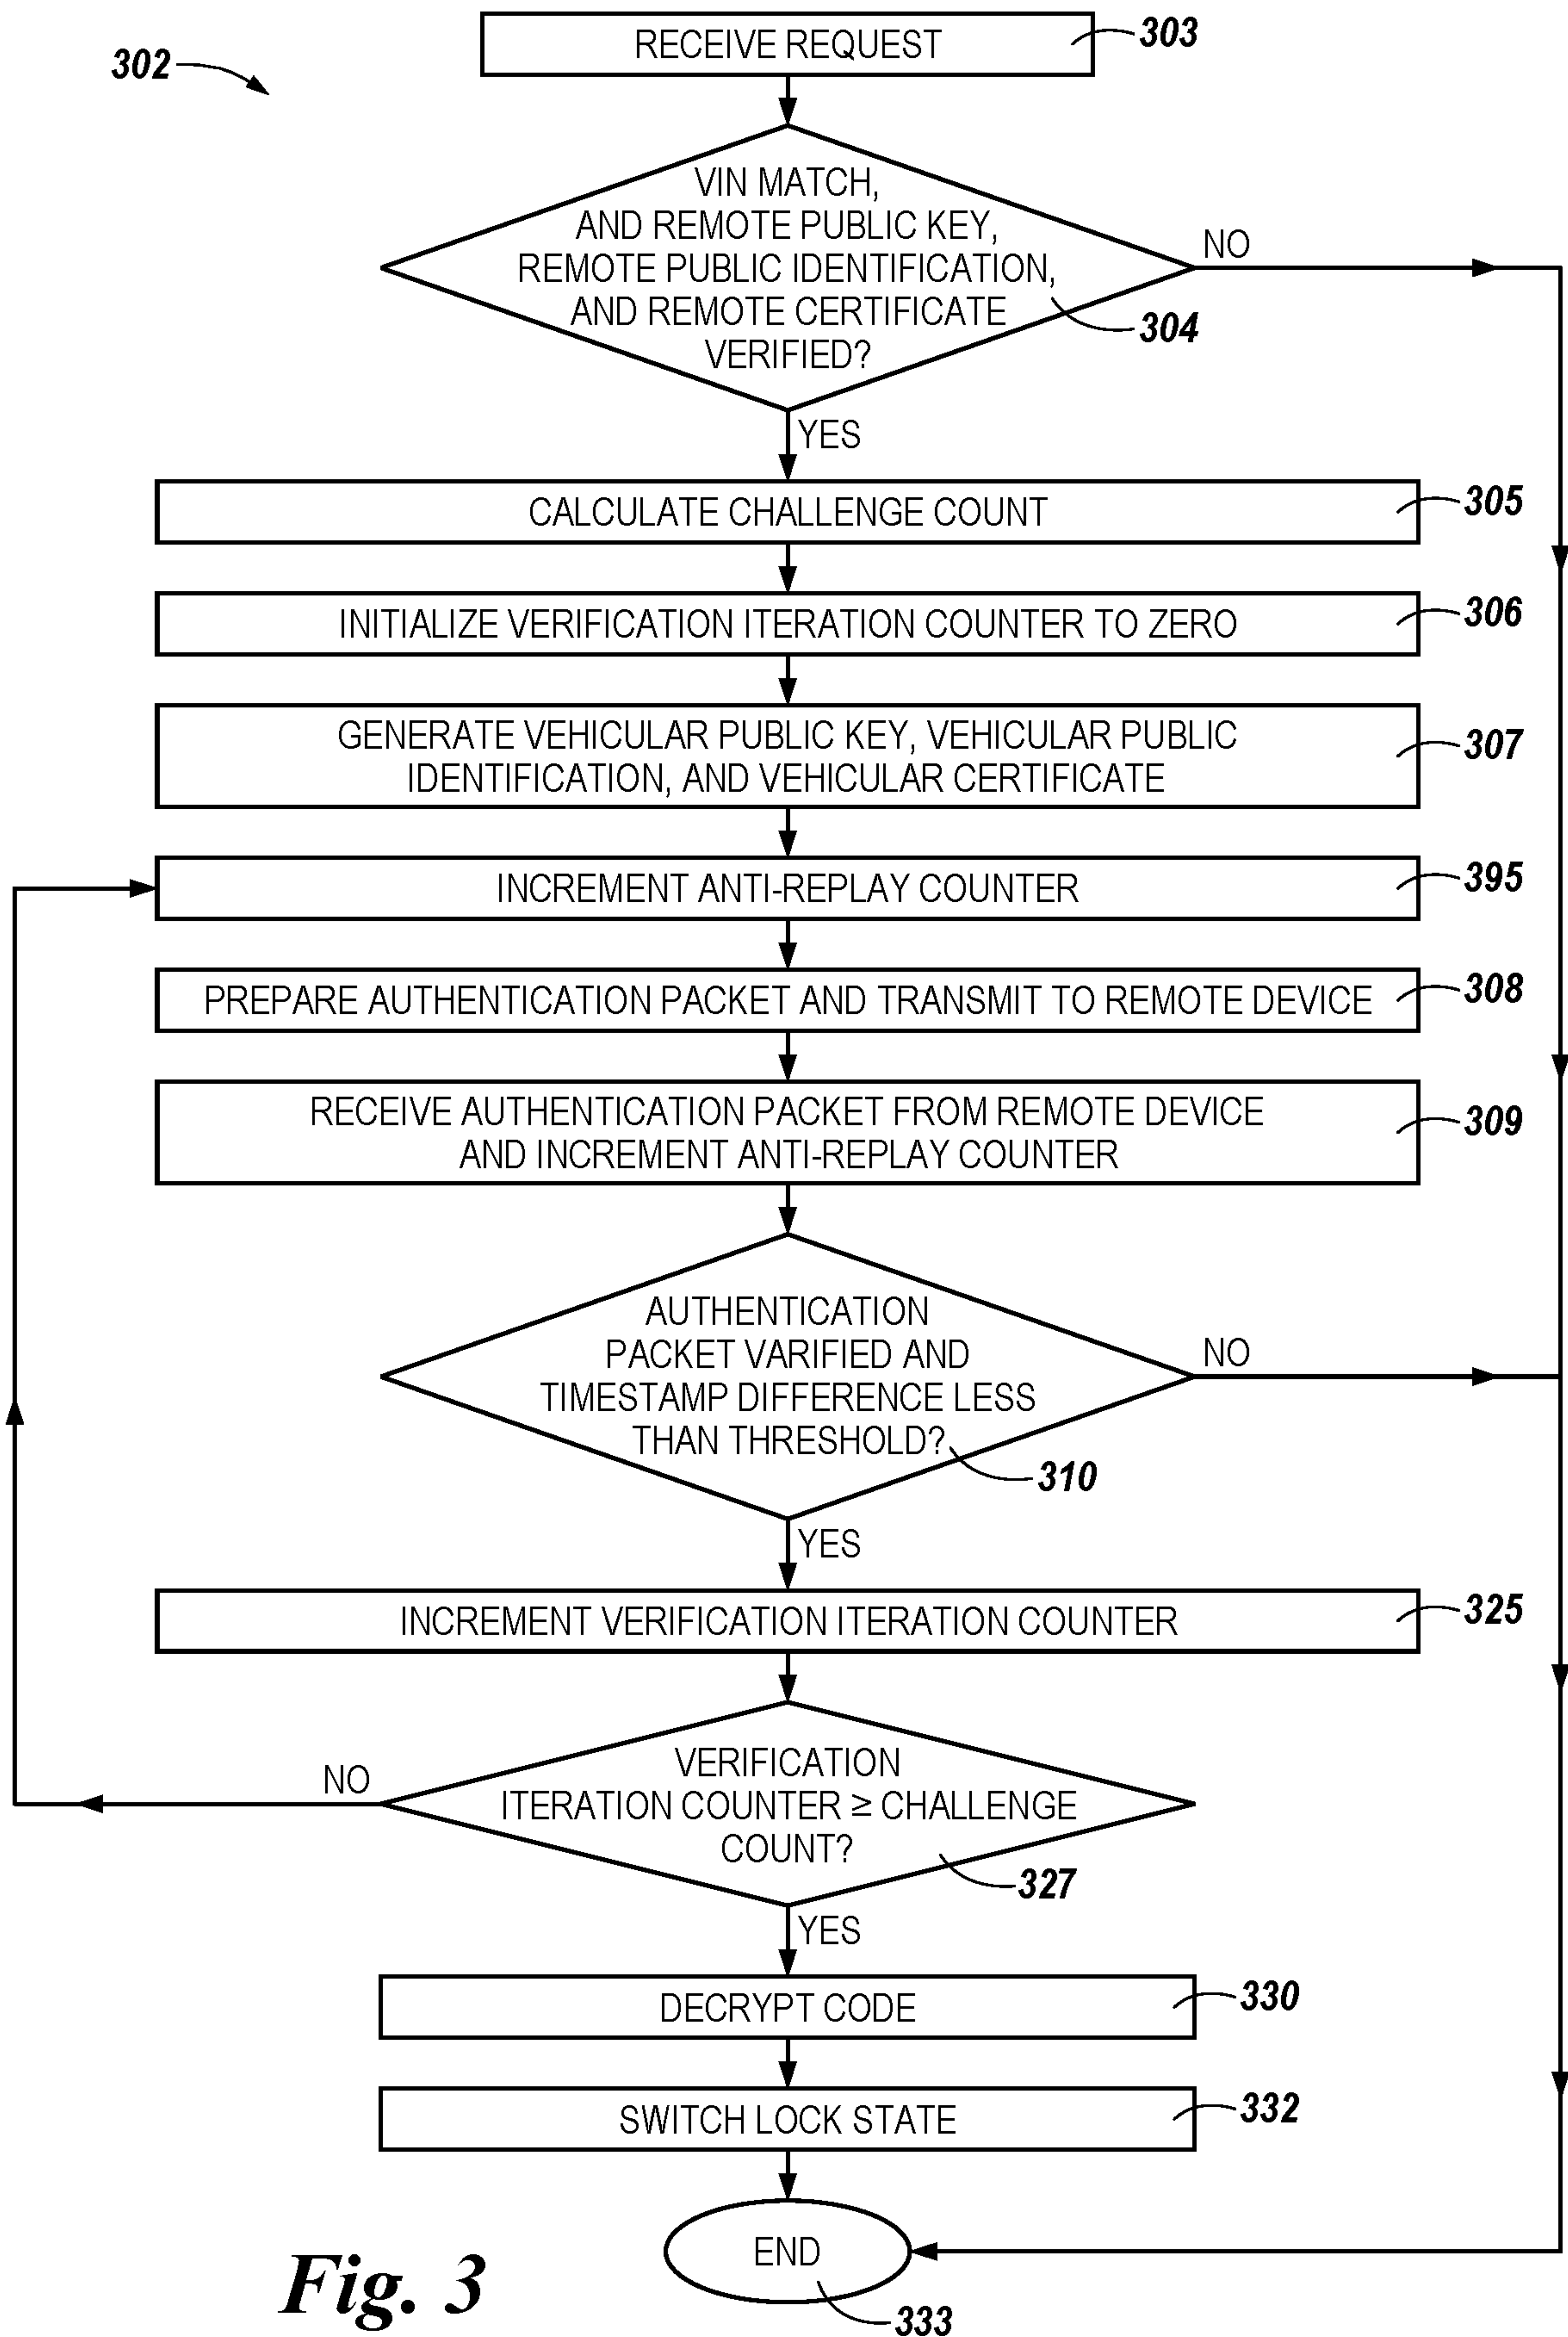 RECEIVE REQUEST
303
302
VIN MATCH,
AND REMOTE PUBLIC KEY,
REMOTE PUBLIC IDENTIFICATION,
AND REMOTE CERTIFICATE
VERIFIED?
304
NO
YES
CALCULATE CHALLENGE COUNT
305
INITIALIZE VERIFICATION ITERATION COUNTER TO ZERO
306
GENERATE VEHICULAR PUBLIC KEY, VEHICULAR PUBLIC
IDENTIFICATION, AND VEHICULAR CERTIFICATE
307
INCREMENT ANTI-REPLAY COUNTER
395
PREPARE AUTHENTICATION PACKET AND TRANSMIT TO REMOTE DEVICE
308
RECEIVE AUTHENTICATION PACKET FROM REMOTE DEVICE
AND INCREMENT ANTI-REPLAY COUNTER
309
AUTHENTICATION
PACKET VARIFIED AND
TIMESTAMP DIFFERENCE LESS
THAN THRESHOLD?
310
NO
YES
INCREMENT VERIFICATION ITERATION COUNTER
325
VERIFICATION
ITERATION COUNTER ≥ CHALLENGE
COUNT?
327
NO
YES
DECRYPT CODE
330
SWITCH LOCK STATE
332
END
333
Fig. 3